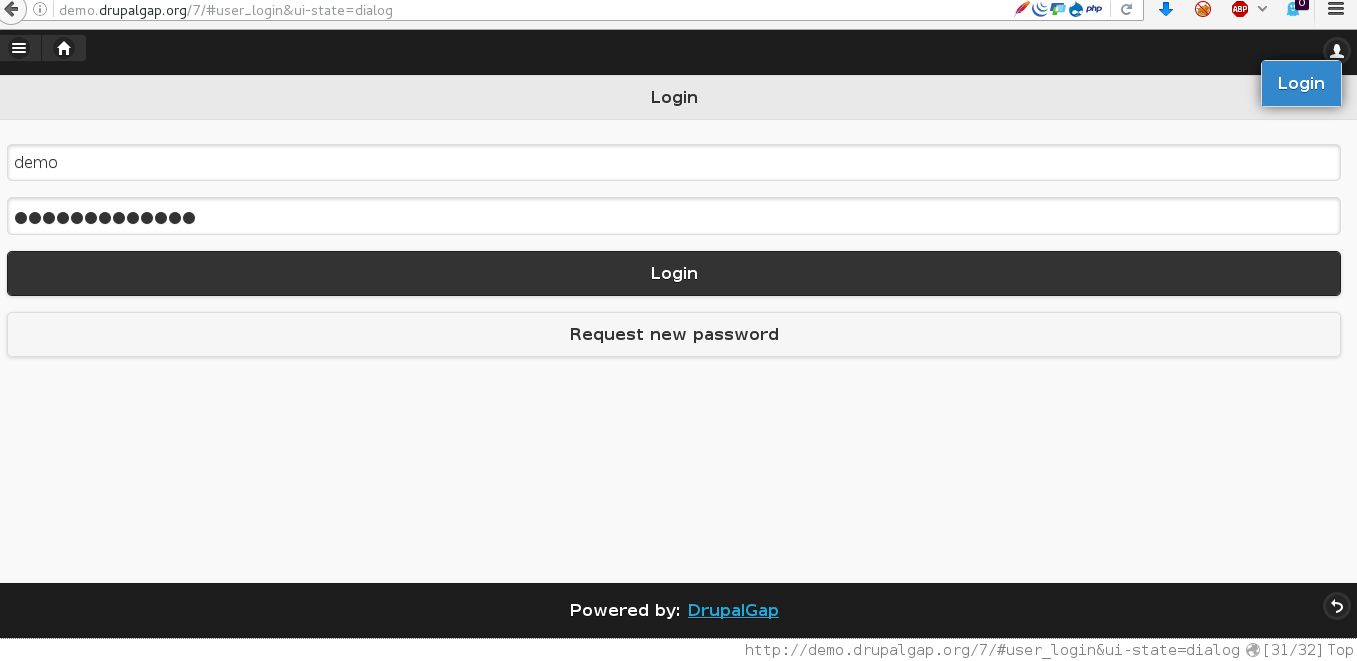 demo.drupalgap.org/7/#user_login&ui-state=dialog
php
ABP
0
Login
Login
demo
●●●●●●●●●●●●●
Login
Request new password
Powered by: DrupalGap
http://demo.drupalgap.org/7/#user_login&ui-state=dialog [31/32] Top